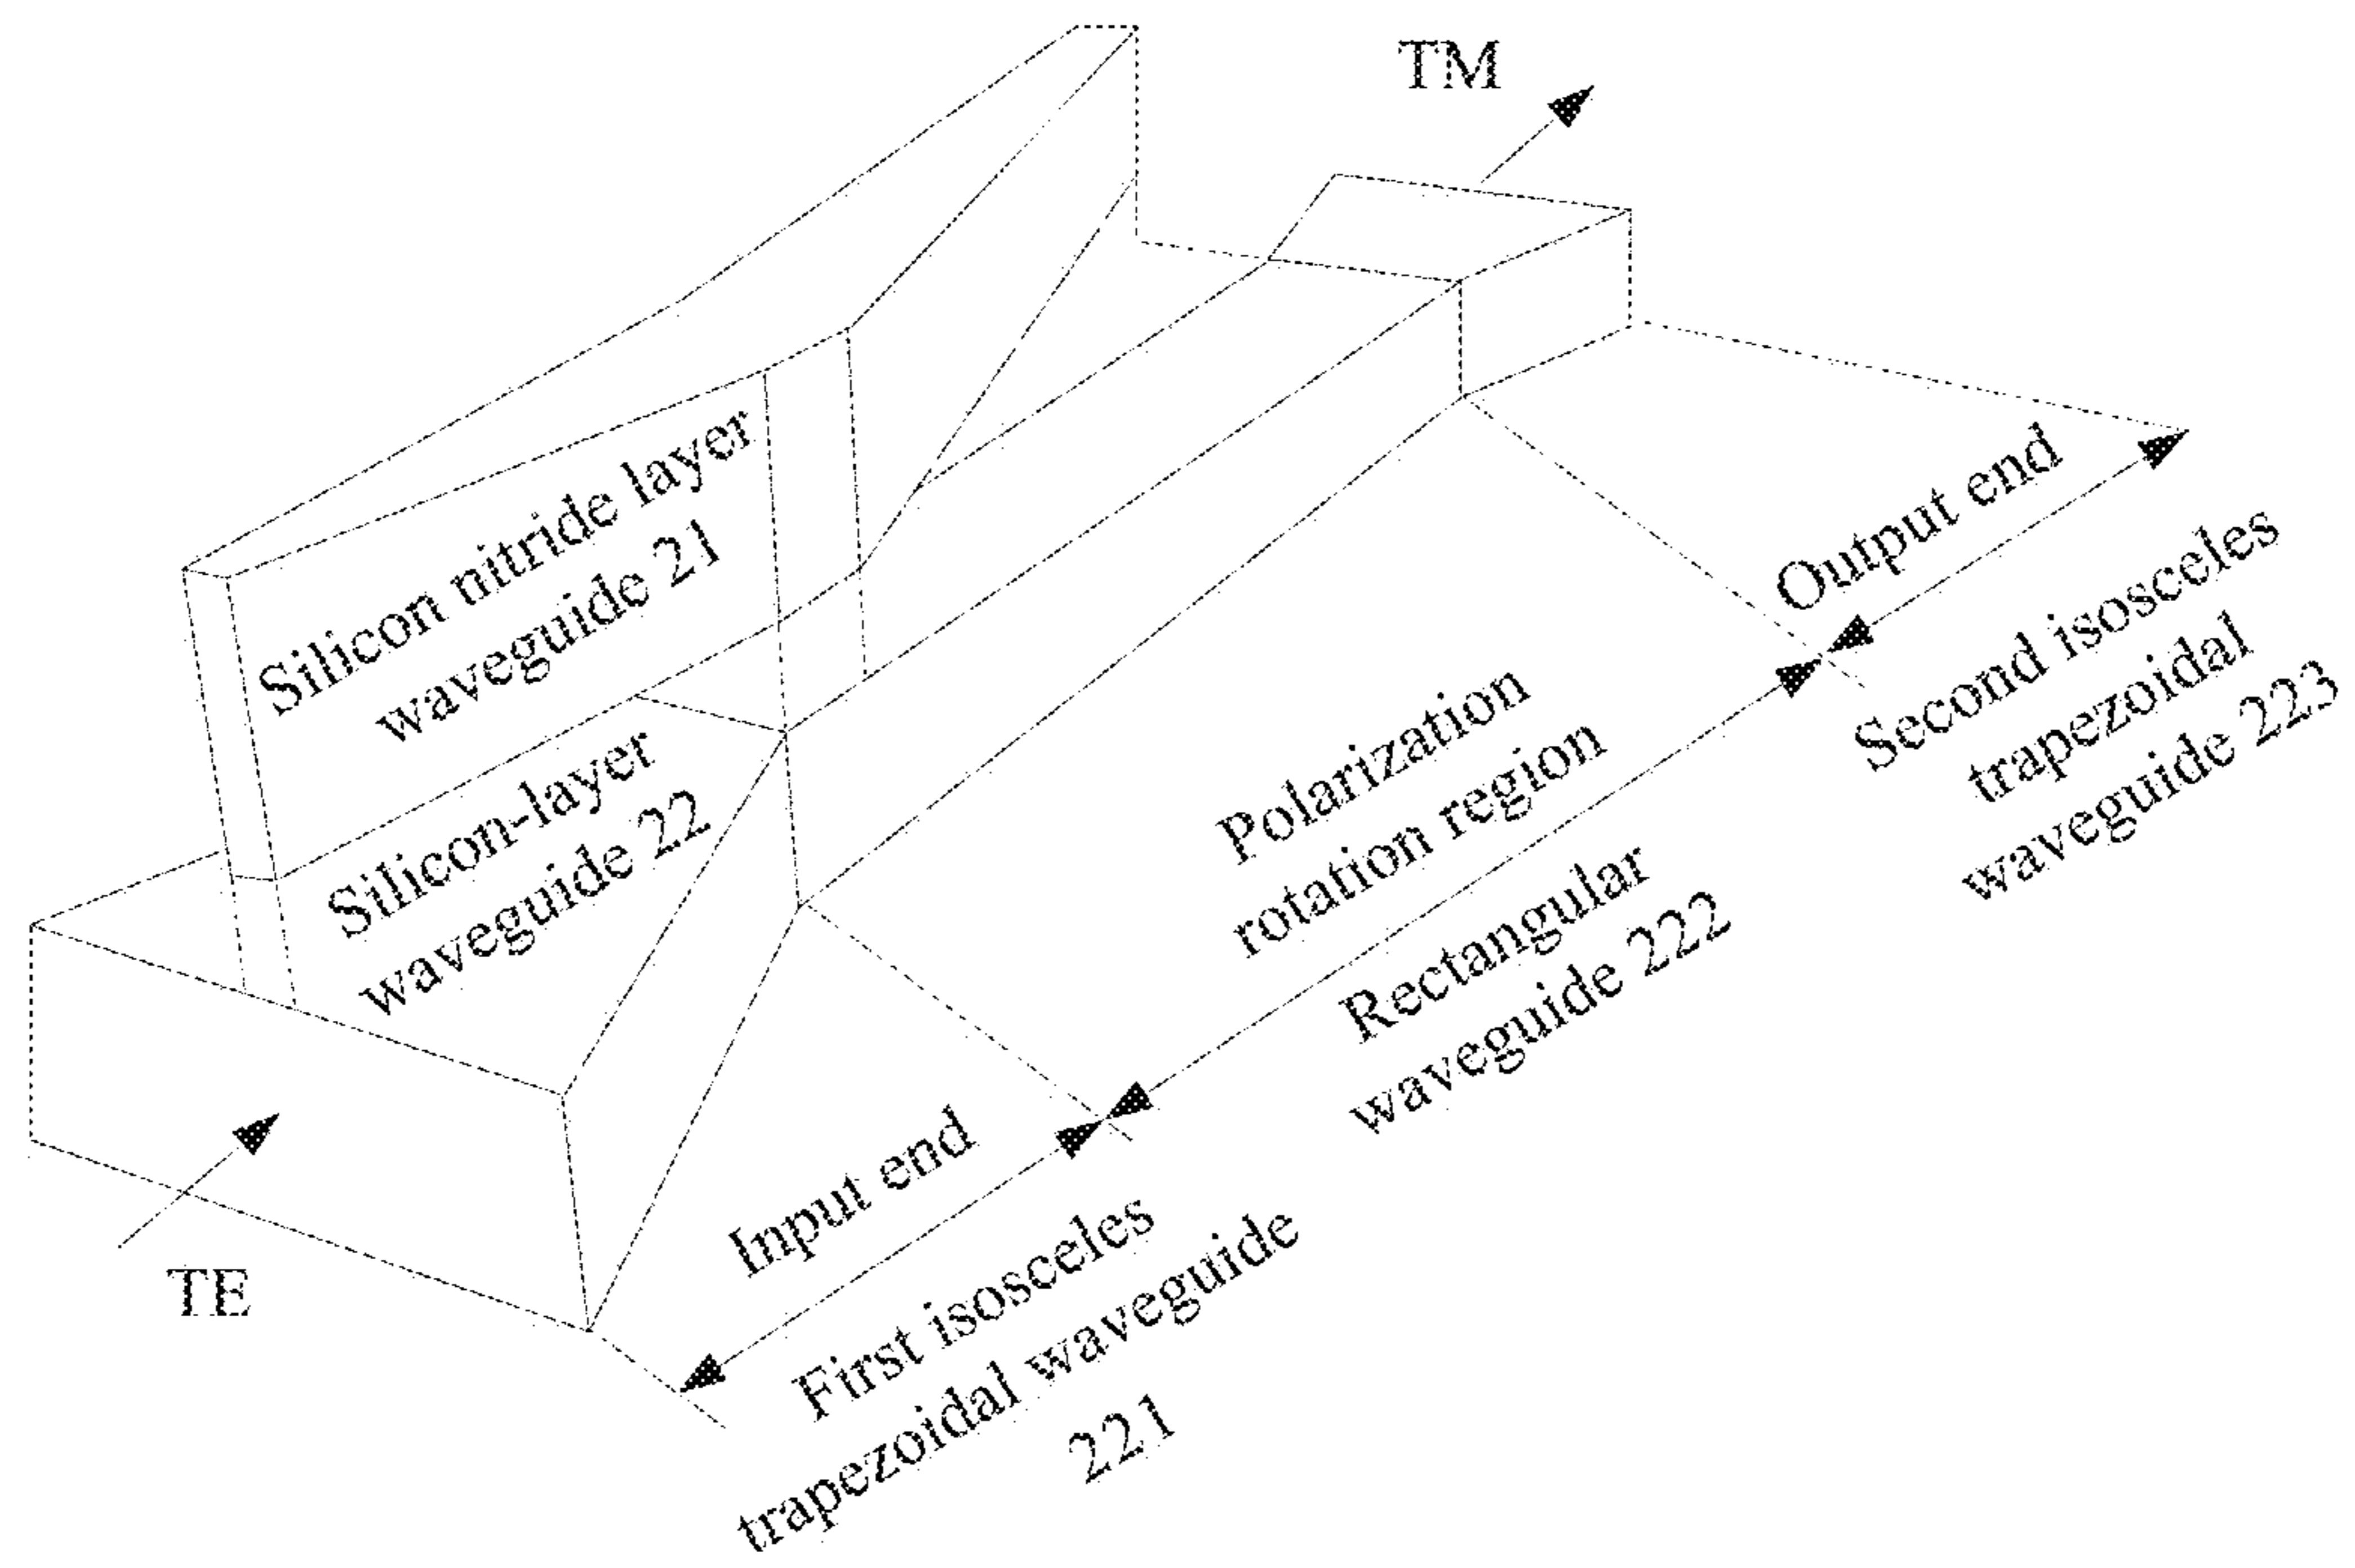 TM
Silicon nitride layer
waveguide 21
Silicon-layer
waveguide 22
Output end
Second isosceles
trapezoidal
waveguide 223
Polarization
rotation region
Rectangular
waveguide 222
Input end
First isosceles
trapezoidal waveguide
221
TE